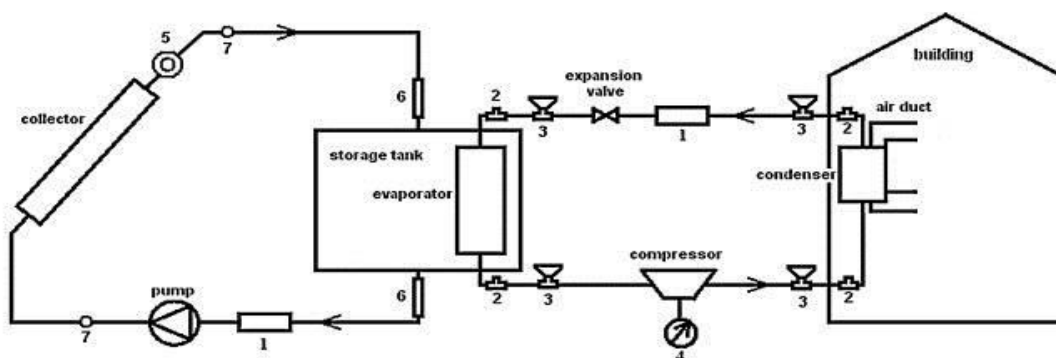 5
7
building
collector
6
2
expansion
valve
3
1
3
2
air duct
storage tank
evaporator
condenser
compressor
pump
6
2
3
3
2
7
1
4